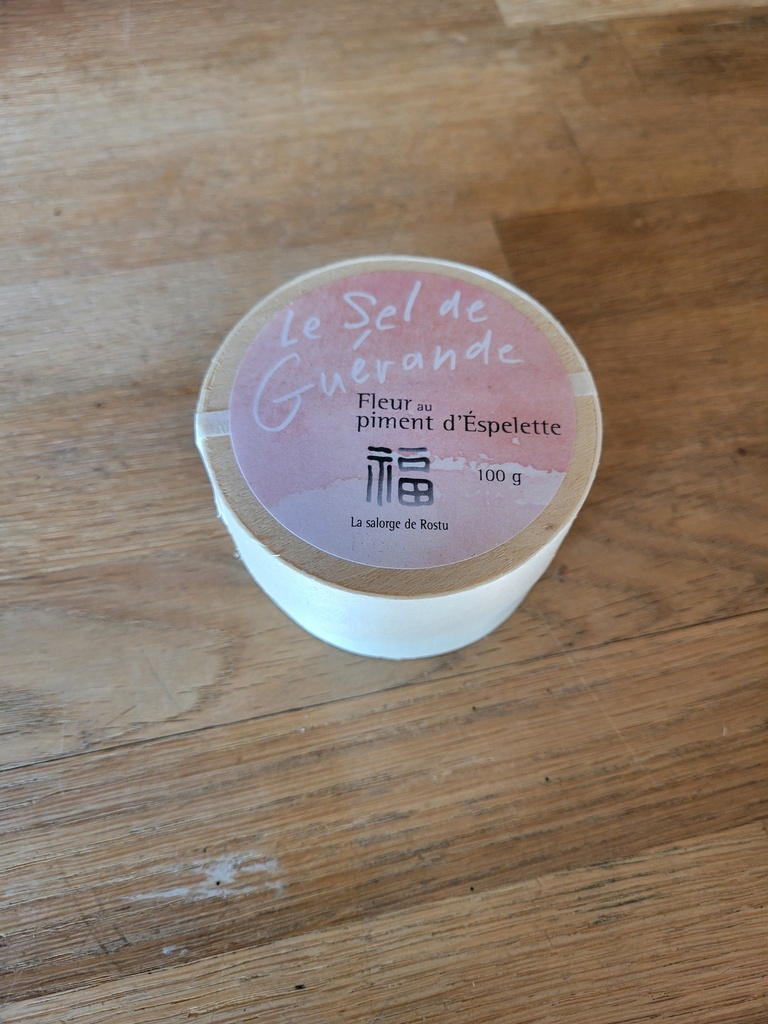 Le Sel de
Guérande
Fleur au
piment d'Éspelette
福
100 g
La salorge de Rostu